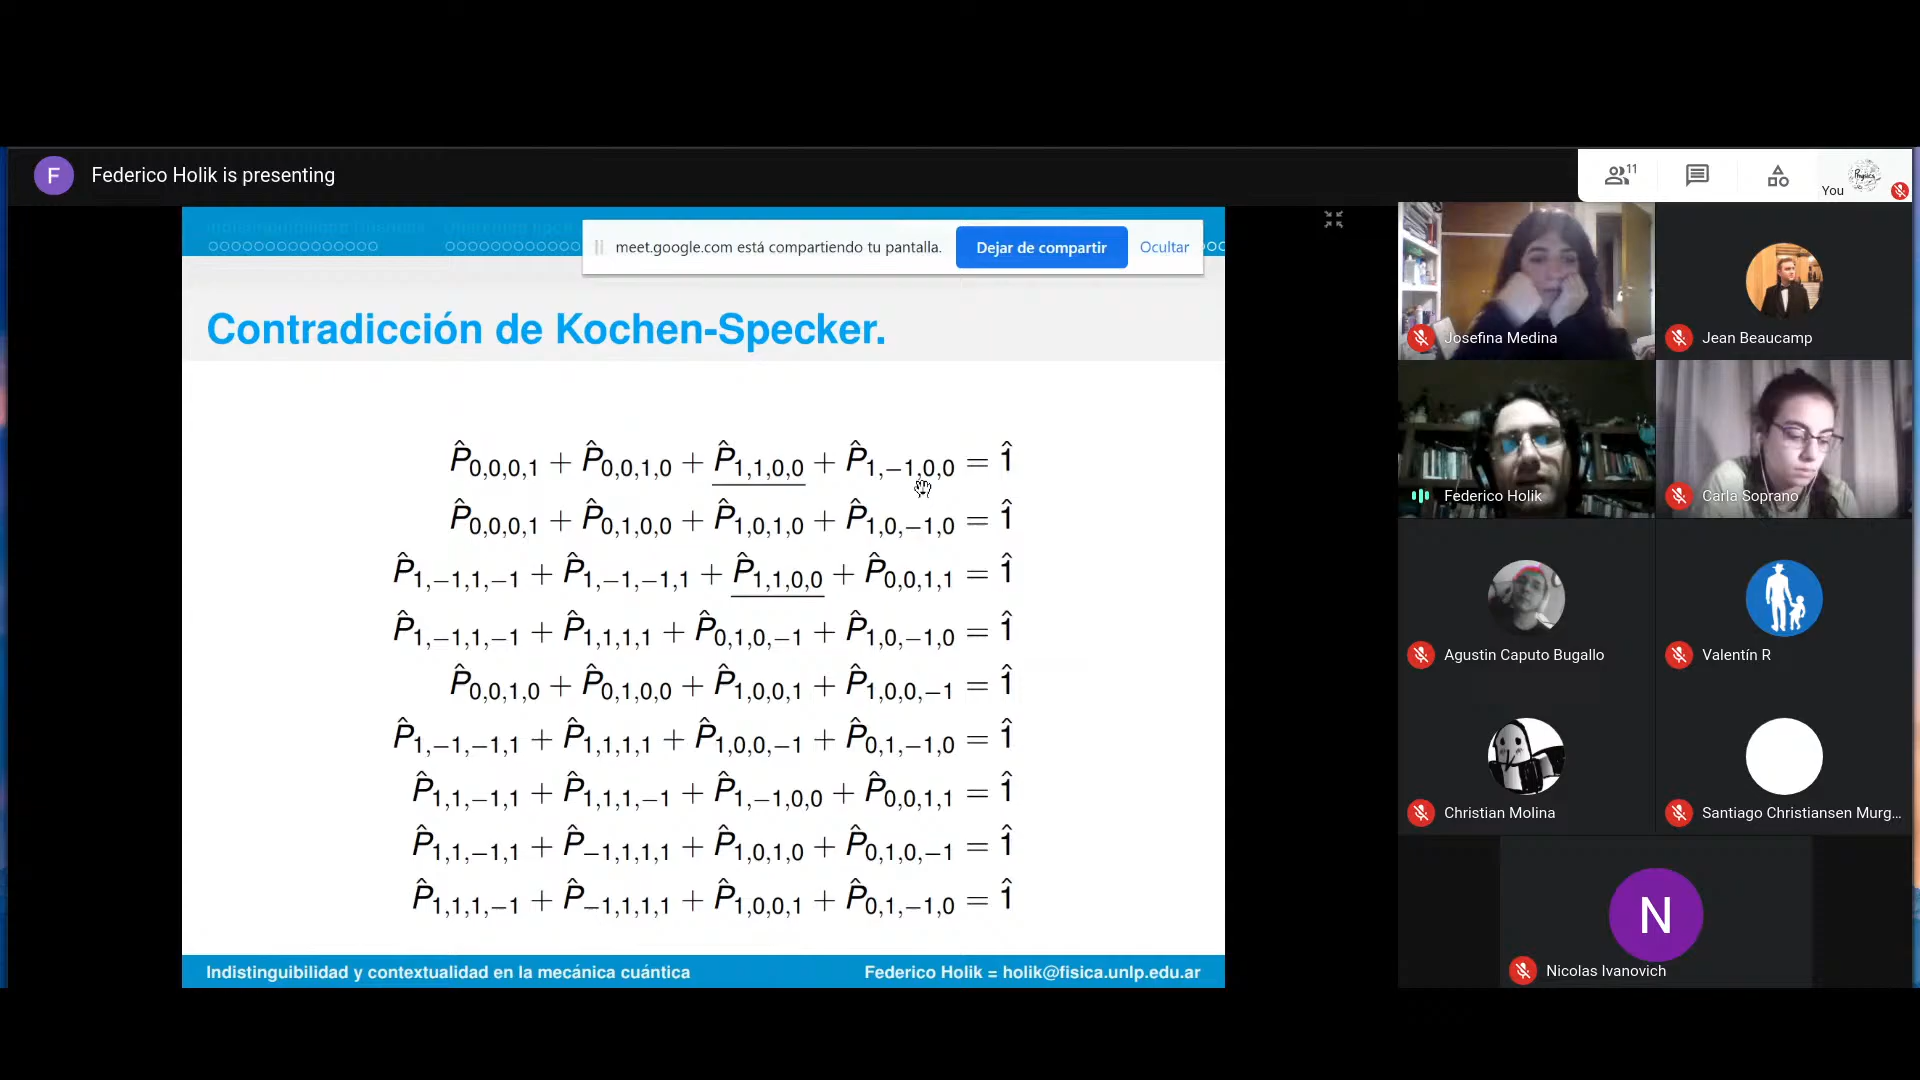 F Federico Holik is presenting
11
You
meet.google.com está compartiendo tu pantalla. Dejar de compartir Ocultar
Contradicción de Kochen-Specker.
P̂0,0,0,1 + P̂0,0,1,0 + P̂1,1,0,0 + P̂1,−1,0,0 = 1̂
P̂0,0,0,1 + P̂0,1,0,0 + P̂1,0,1,0 + P̂1,0,−1,0 = 1̂
P̂1,−1,1,−1 + P̂1,−1,−1,1 + P̂1,1,0,0 + P̂0,0,1,1 = 1̂
P̂1,−1,1,−1 + P̂1,1,1,1 + P̂0,1,0,−1 + P̂1,0,−1,0 = 1̂
P̂0,0,1,0 + P̂0,1,0,0 + P̂1,0,0,1 + P̂1,0,0,−1 = 1̂
P̂1,−1,−1,1 + P̂1,1,1,1 + P̂1,0,0,−1 + P̂0,1,−1,0 = 1̂
P̂1,1,−1,1 + P̂1,1,1,−1 + P̂1,−1,0,0 + P̂0,0,1,1 = 1̂
P̂1,1,−1,1 + P̂−1,1,1,1 + P̂1,0,1,0 + P̂0,1,0,−1 = 1̂
P̂1,1,1,−1 + P̂−1,1,1,1 + P̂1,0,0,1 + P̂0,1,−1,0 = 1̂
Indistinguibilidad y contextualidad en la mecánica cuántica
Federico Holik = holik@fisica.unlp.edu.ar
Josefina Medina
Jean Beaucamp
Federico Holik
Carla Soprano
Agustin Caputo Bugallo
Valentín R
Christian Molina
Santiago Christiansen Murg...
N
Nicolas Ivanovich